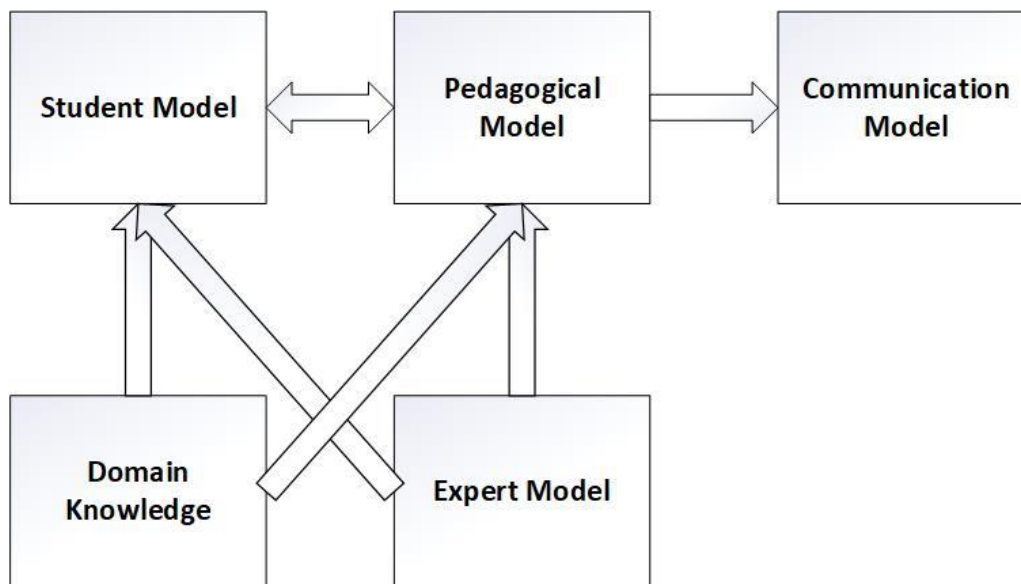 Student Model
Pedagogical
Model
Communication
Model
Domain
Knowledge
Expert Model